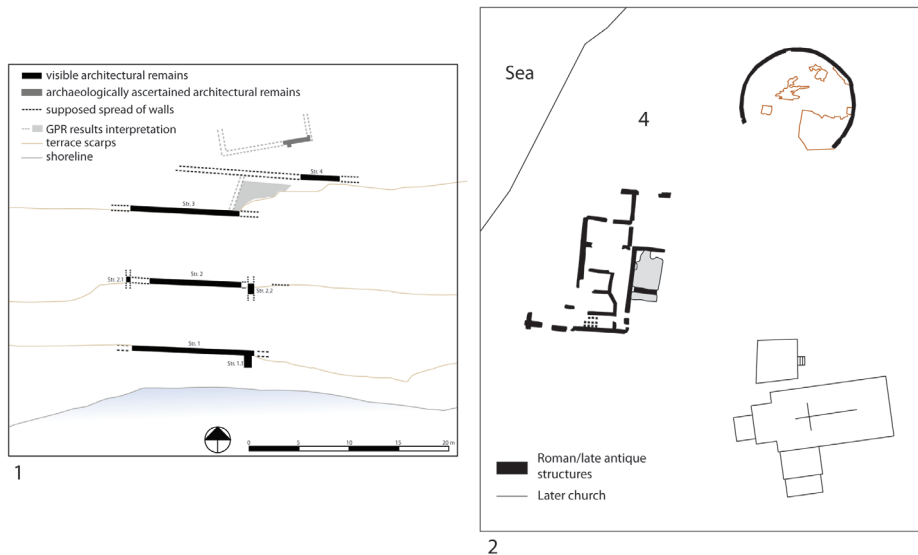 visible architectural remains
archaeologically ascertained architectural remains
supposed spread of walls
GPR results interpretation
terrace scarps
shoreline
Str. 4
Str. 3
Str. 2
Str. 2.1
Str. 2.2
Str. 1
Str. 1.1
0 5 10 15 20 m
1
Sea
4
Roman/late antique
structures
Later church
2